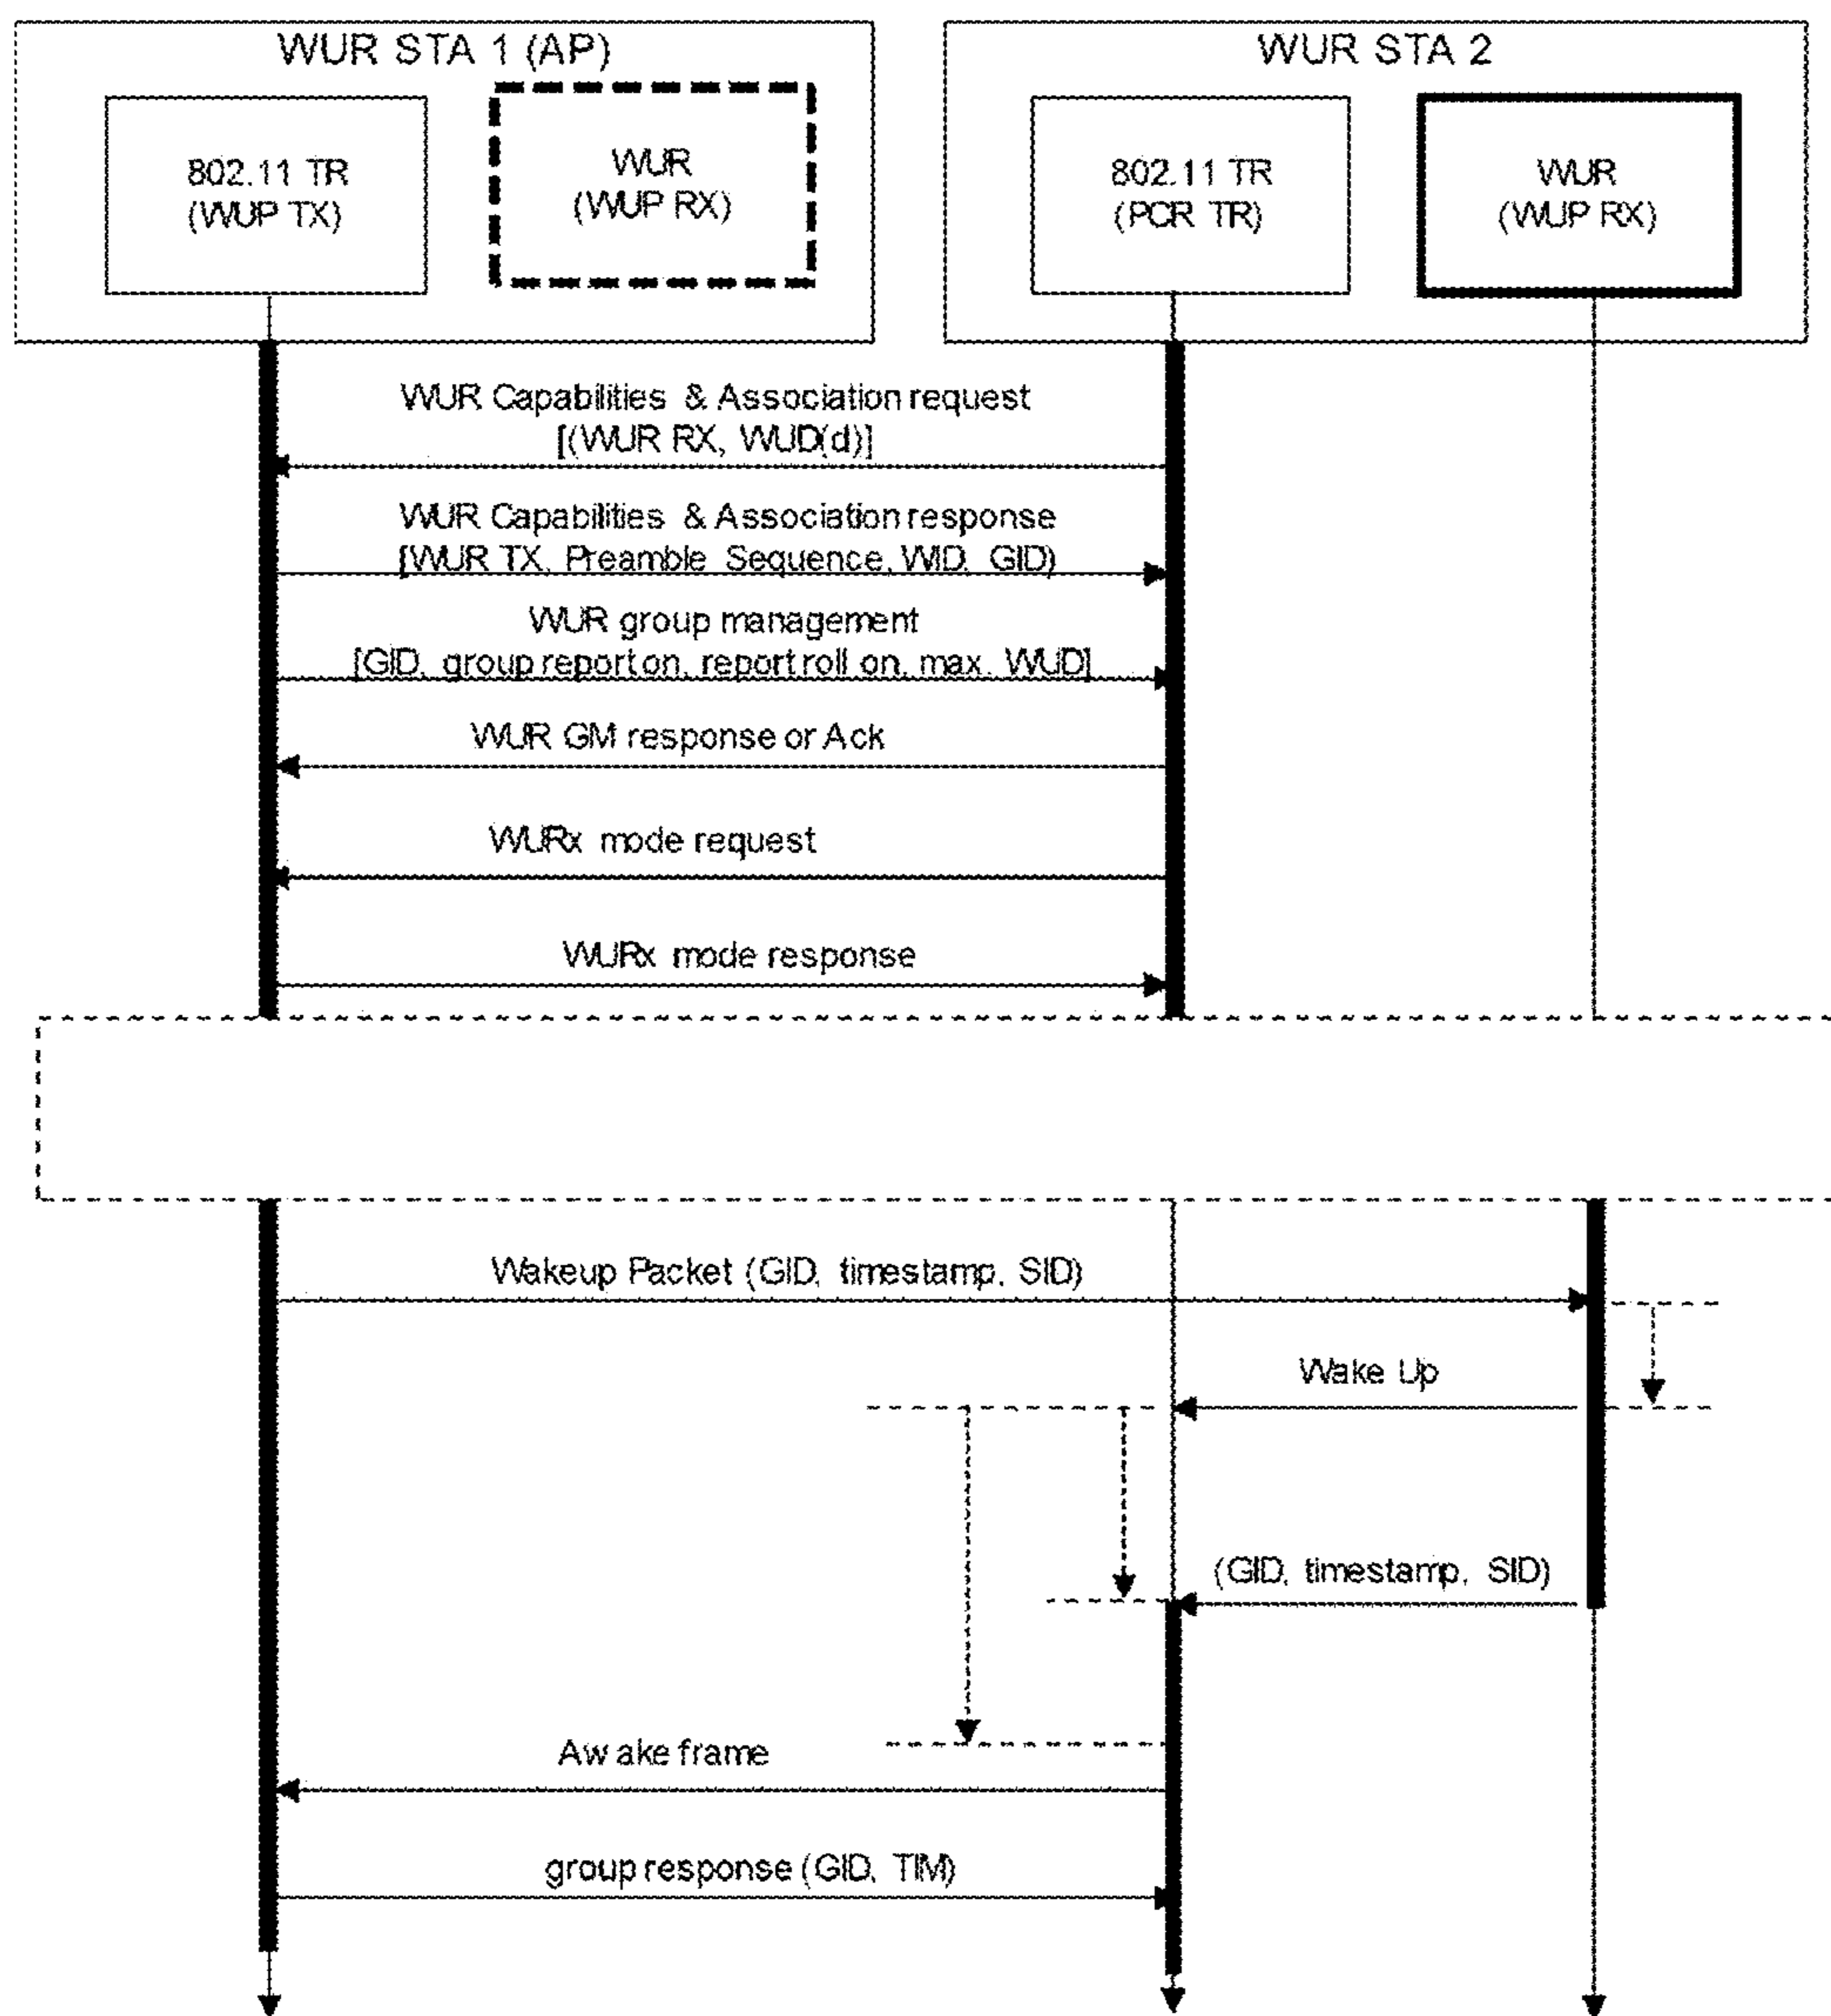 WUR STA 1 (AP)
WUR STA 2
802.11 TR
(WUP TX)
WUR
(WUP RX)
802.11 TR
(PCR TR)
WUR
(WUP RX)
WUR Capabilities & Association request
[(WUR RX, WUD(d)]
WUR Capabilities & Association response
[WUR TX, Preamble Sequence, WID, GID)
WUR group management
[GID, group report on, report roll on, max. WUD]
WUR GM response or Ack
WURx mode request
WURx mode response
Wakeup Packet (GID, timestamp, SID)
Wake Up
(GID, timestamp, SID)
Awake frame
group response (GID, TIM)